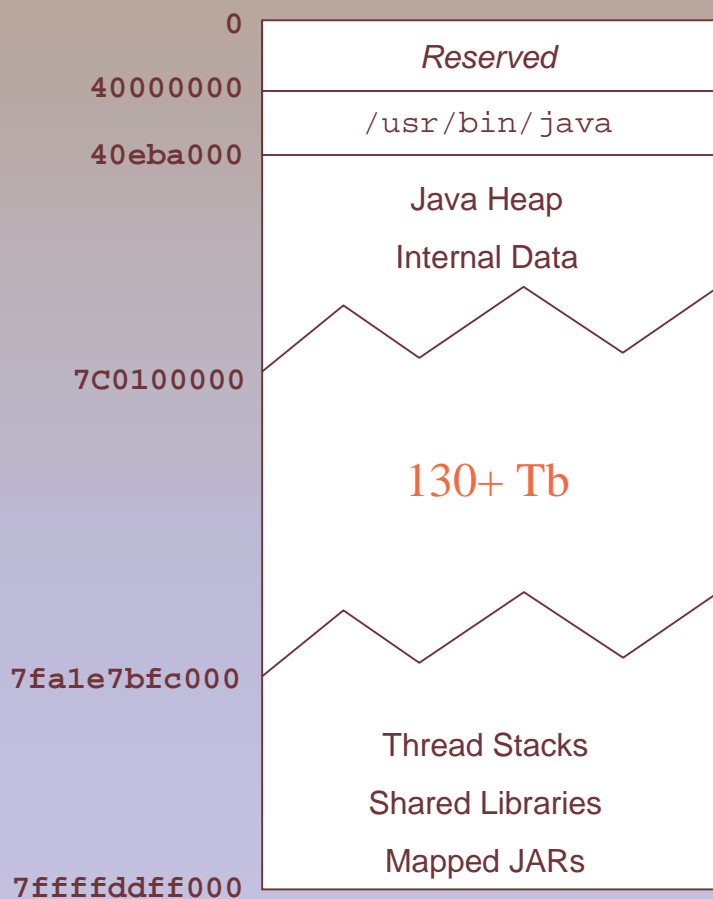 0
Reserved
40000000
/usr/bin/java
40eba000
Java Heap
Internal Data
7C0100000
130+ Tb
7fa1e7bfc000
Thread Stacks
Shared Libraries
Mapped JARs
7ffffddff000